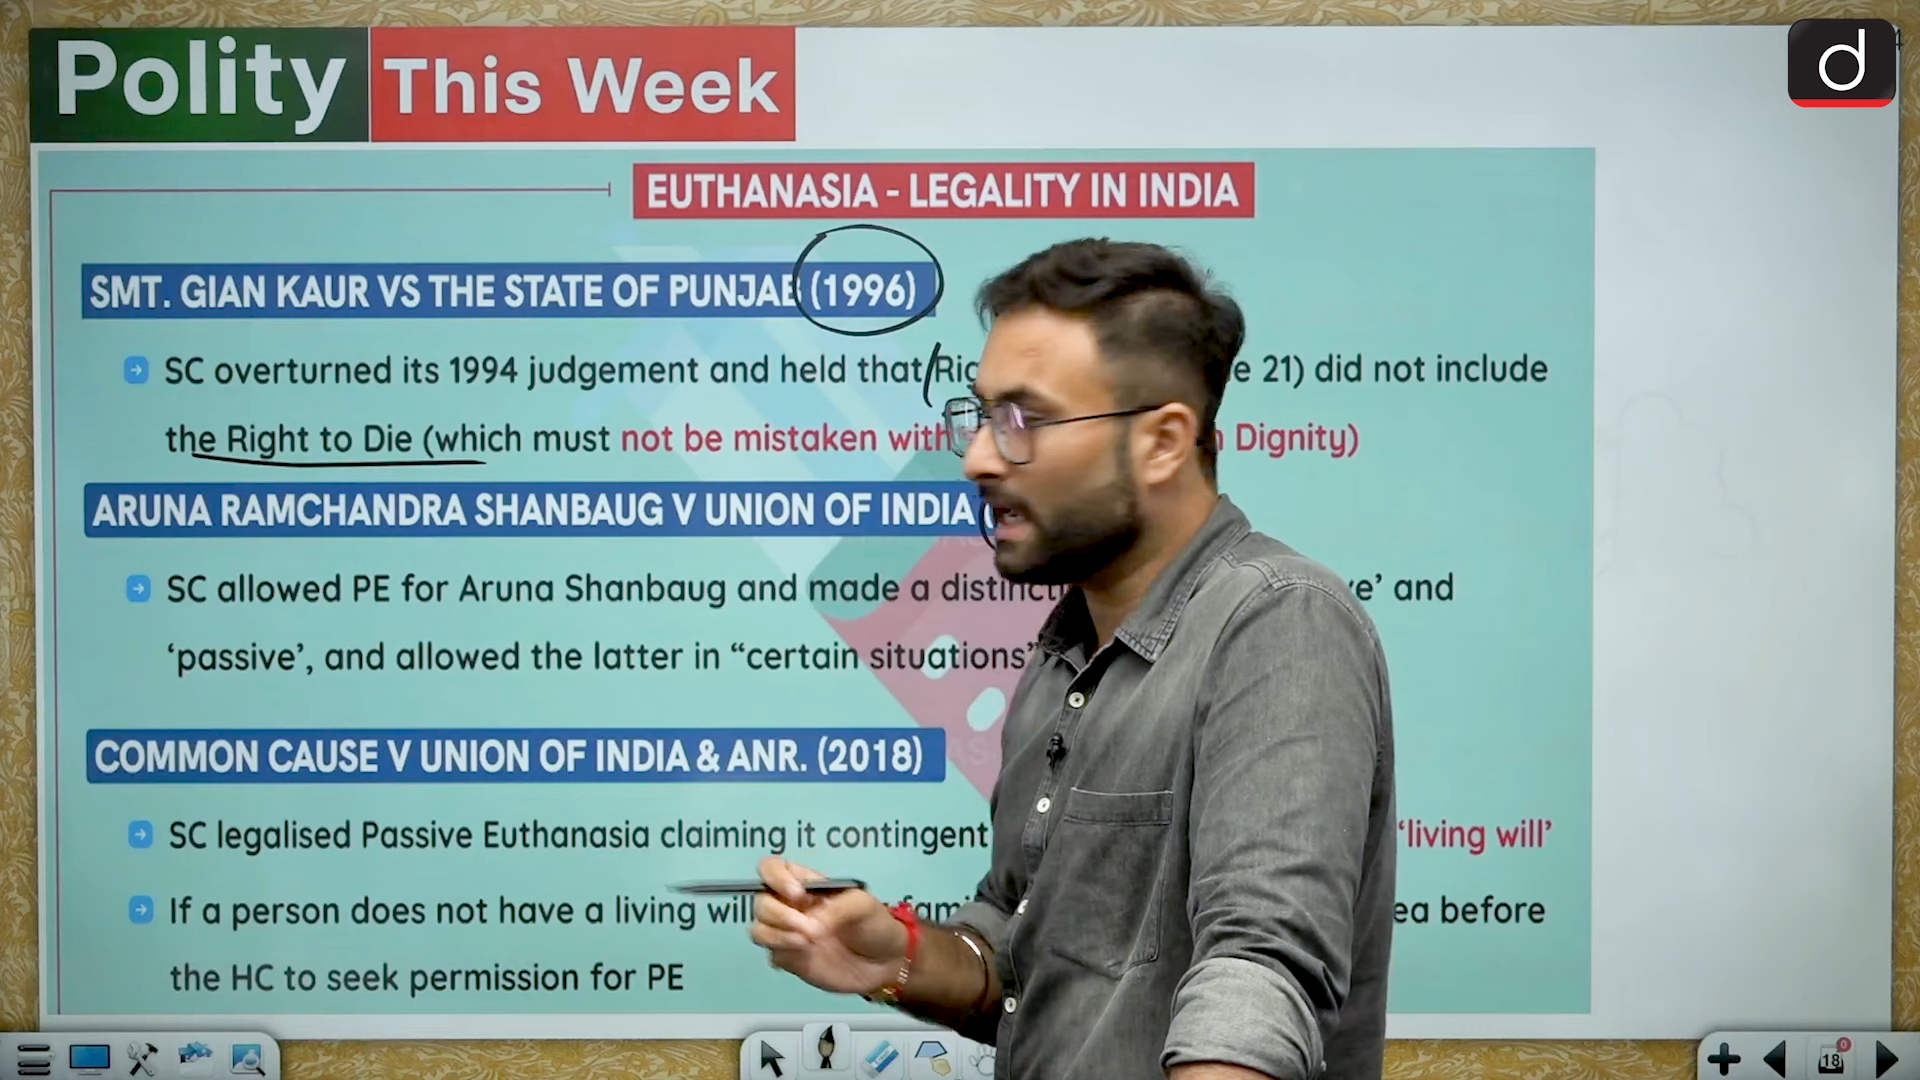 Polity This Week
EUTHANASIA - LEGALITY IN INDIA
SMT. GIAN KAUR VS THE STATE OF PUNJAB (1996)
SC overturned its 1994 judgement and held that 21) did not include
the Right to Die (which must not be mistaken with Dignity)
ARUNA RAMCHANDRA SHANBAUG V UNION OF INDIA
SC allowed PE for Aruna Shanbaug and made a and
‘passive’, and allowed the latter in “certain situations”
COMMON CAUSE V UNION OF INDIA & ANR. (2018)
SC legalised Passive Euthanasia claiming it contingent ‘living will’
If a person does not have a living will before
the HC to seek permission for PE
d
18
0